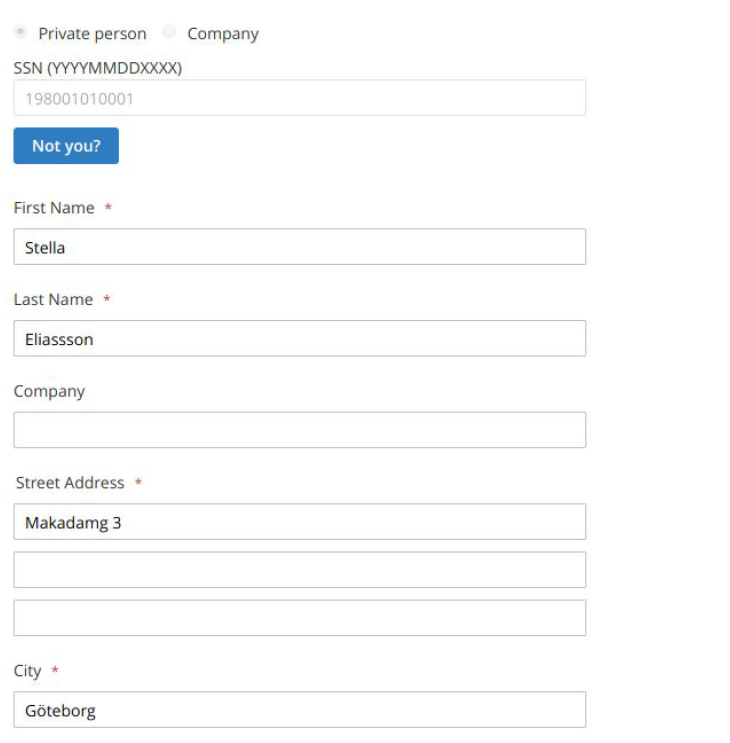 Private person Company
SSN (YYYYMMDDXXXX)
198001010001
Not you?
First Name *
Stella
Last Name *
Eliassson
Company
Street Address *
Makadamg 3
City *
Göteborg